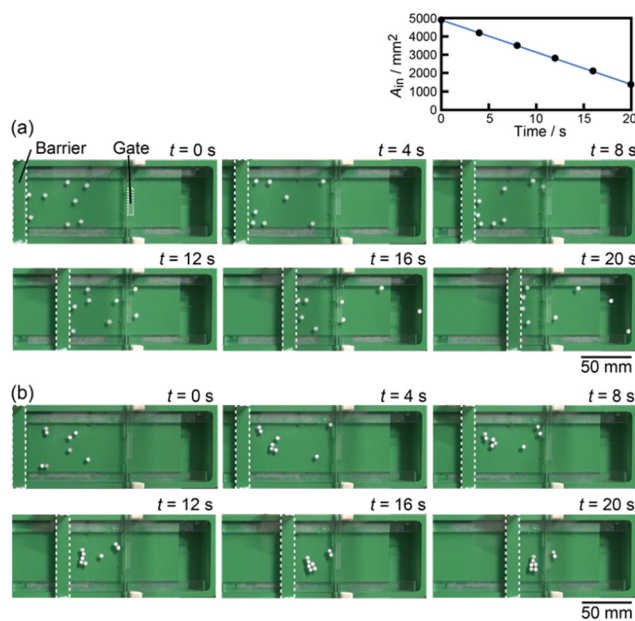 5000
4000
3000
2000
1000
0
A_in / mm²
0 5 10 15 20
Time / s
(a)
Barrier Gate t = 0 s t = 4 s t = 8 s
t = 12 s t = 16 s t = 20 s
50 mm
(b)
t = 0 s t = 4 s t = 8 s
t = 12 s t = 16 s t = 20 s
50 mm